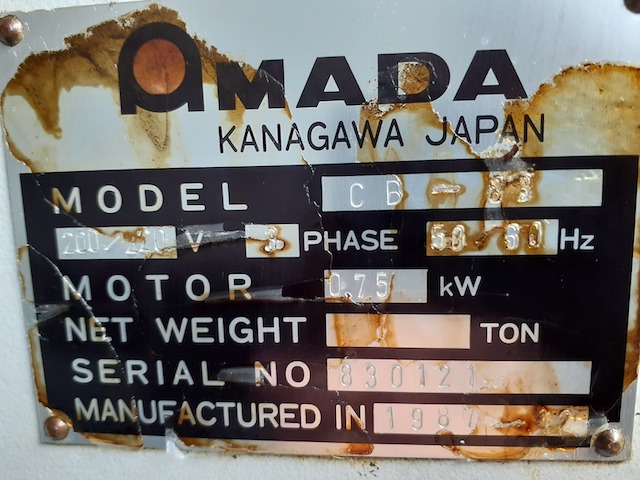 AMADA
KANAGAWA JAPAN
MODEL CB-
200/220 V 3 PHASE 50/60 Hz
MOTOR 0.75 kW
NET WEIGHT TON
SERIAL NO 830121
MANUFACTURED IN 1987-